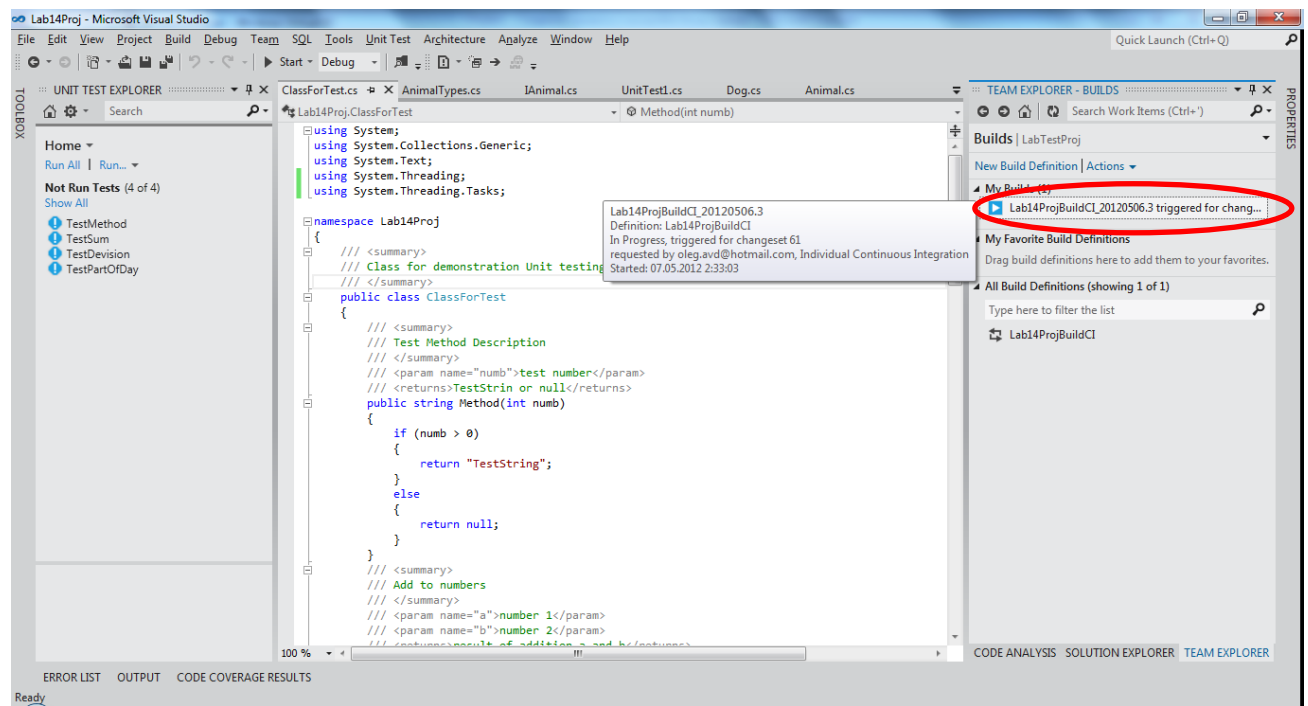 Lab14Proj - Microsoft Visual Studio
File Edit View Project Build Debug Team SQL Tools Unit Test Architecture Analyze Window Help
Quick Launch (Ctrl+Q)
Start Debug
TOOLBOX
UNIT TEST EXPLORER
Search
Home
Run All | Run...
Not Run Tests (4 of 4)
Show All
TestMethod
TestSum
TestDevision
TestPartOfDay
ClassForTest.cs AnimalTypes.cs IAnimal.cs UnitTest1.cs Dog.cs Animal.cs
Lab14Proj.ClassForTest Method(int numb)
using System;
using System.Collections.Generic;
using System.Text;
using System.Threading;
using System.Threading.Tasks;
namespace Lab14Proj
{
/// <summary>
/// Class for demonstration Unit testing
/// </summary>
public class ClassForTest
{
/// <summary>
/// Test Method Description
/// </summary>
/// <param name="numb">test number</param>
/// <returns>TestStrin or null</returns>
public string Method(int numb)
{
if (numb > 0)
{
return "TestString";
}
else
{
return null;
}
}
/// <summary>
/// Add to numbers
/// </summary>
/// <param name="a">number 1</param>
/// <param name="b">number 2</param>
/// <returns>result of addition a and b</returns>
100 %
Lab14ProjBuildCI_20120506.3
Definition: Lab14ProjBuildCI
In Progress, triggered for changeset 61
requested by oleg.avd@hotmail.com, Individual Continuous Integration
Started: 07.05.2012 2:33:03
TEAM EXPLORER - BUILDS
Search Work Items (Ctrl+')
Builds | LabTestProj
New Build Definition | Actions
My Builds (1)
Lab14ProjBuildCI_20120506.3 triggered for chang...
My Favorite Build Definitions
Drag build definitions here to add them to your favorites.
All Build Definitions (showing 1 of 1)
Type here to filter the list
Lab14ProjBuildCI
CODE ANALYSIS SOLUTION EXPLORER TEAM EXPLORER
PROPERTIES
ERROR LIST OUTPUT CODE COVERAGE RESULTS
Ready